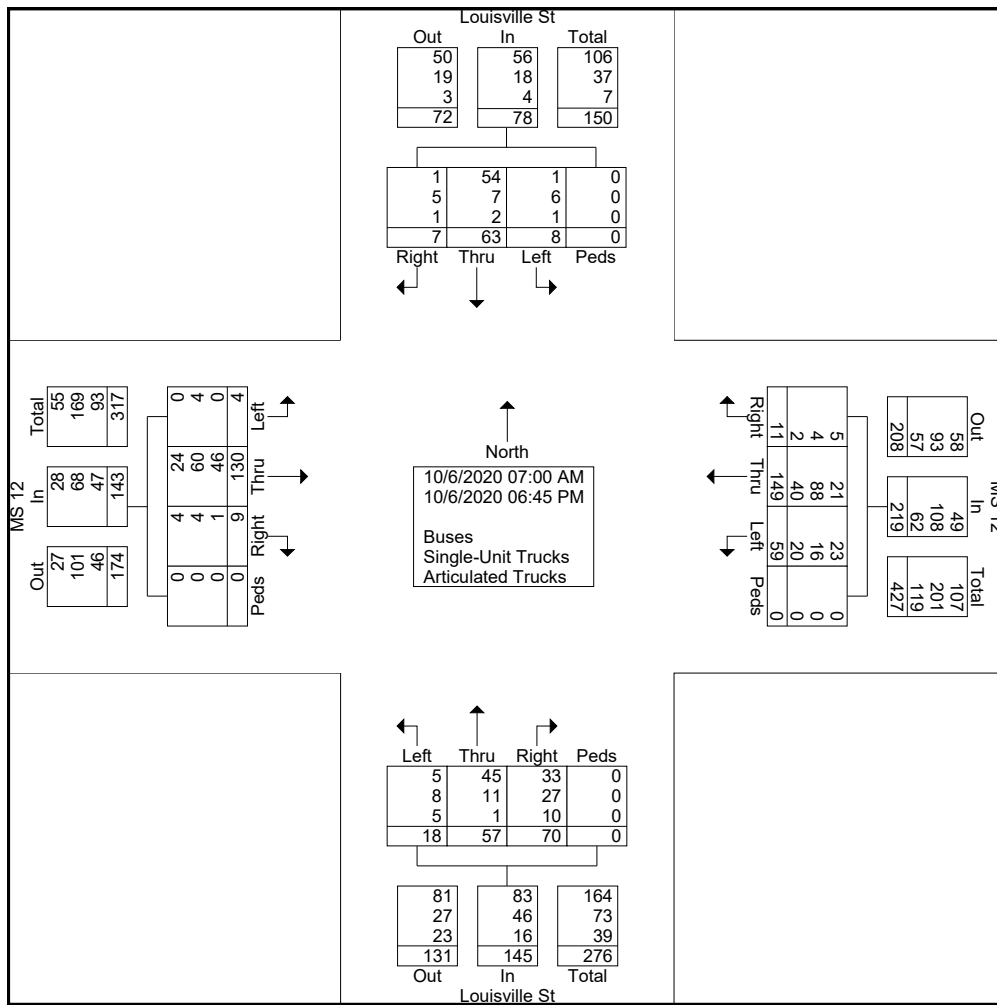 Louisville St
Out In Total
50 56 106
19 18 37
3 4 7
72 78 150
1 54 1 0
5 7 6 0
1 2 1 0
7 63 8 0
Right Thru Left Peds
MS 12
Total
55
169
93
317
In
28
68
47
143
Out
27
101
46
174
Left
0
4
0
4
Thru
24
60
46
130
Right
4
4
1
9
Peds
0
0
0
0
North
10/6/2020 07:00 AM
10/6/2020 06:45 PM
Buses
Single-Unit Trucks
Articulated Trucks
Right
5
4
2
11
Thru
21
88
40
149
Left
23
16
20
59
Peds
0
0
0
0
Out
58
93
57
208
In
49
108
62
219
Total
107
201
119
427
MS 12
Left Thru Right Peds
5 45 33 0
8 11 27 0
5 1 10 0
18 57 70 0
81 83 164
27 46 73
23 16 39
131 145 276
Out In Total
Louisville St